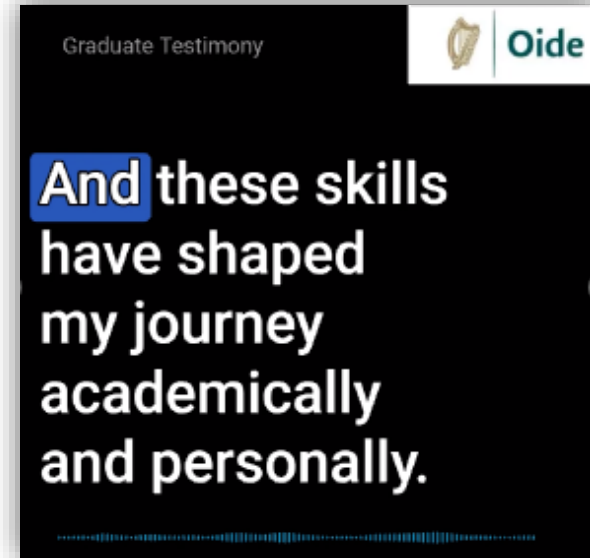 Graduate Testimony
Oide
And these skills
have shaped
my journey
academically
and personally.